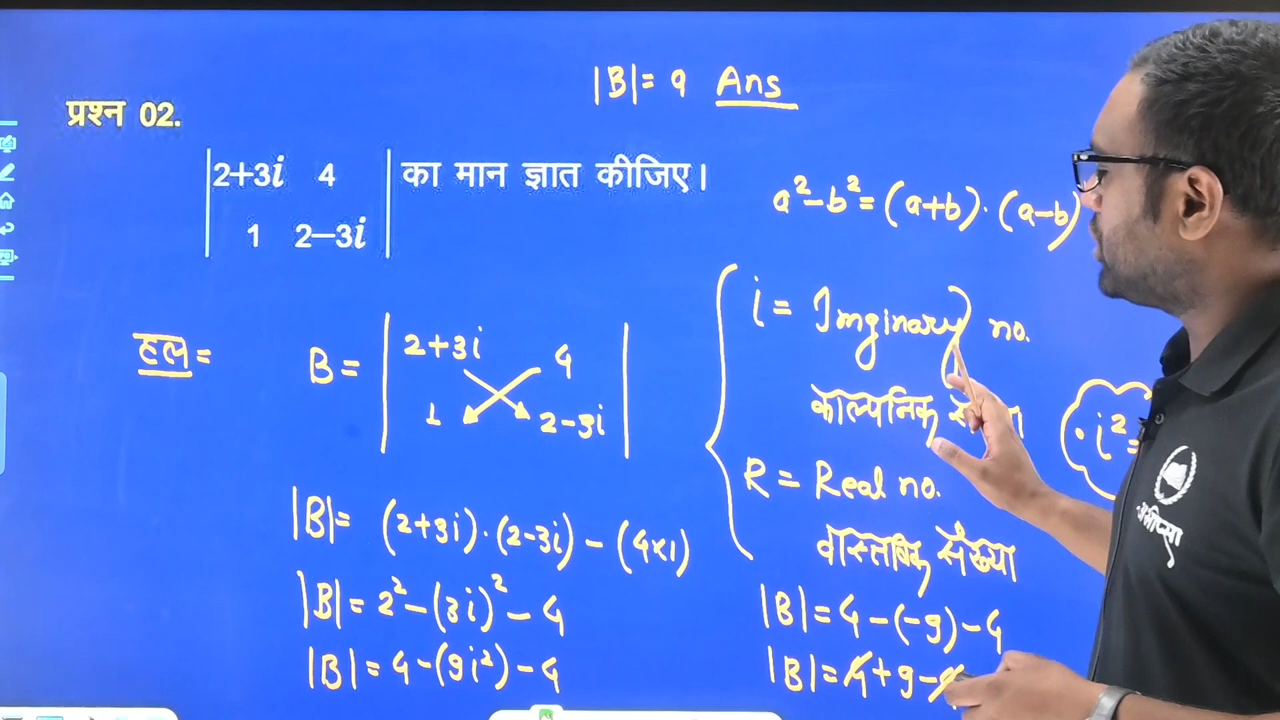 |B| = 9 Ans
प्रश्न 02.
|2+3i 4| का मान ज्ञात कीजिए।
|1 2−3i|
a²−b² = (a+b)·(a−b)
हल= B = |2+3i 4|
|1 2−3i|
|B| = (2+3i)·(2−3i) − (4×1)
|B| = 2² − (3i)² − 4
|B| = 4 − (9i²) − 4
i = Imginary no.
काल्पनिक
R = Real no.
वास्तविक संख्या
i² =
|B| = 4 − (−9) − 4
|B| = 4 + 9 − 4